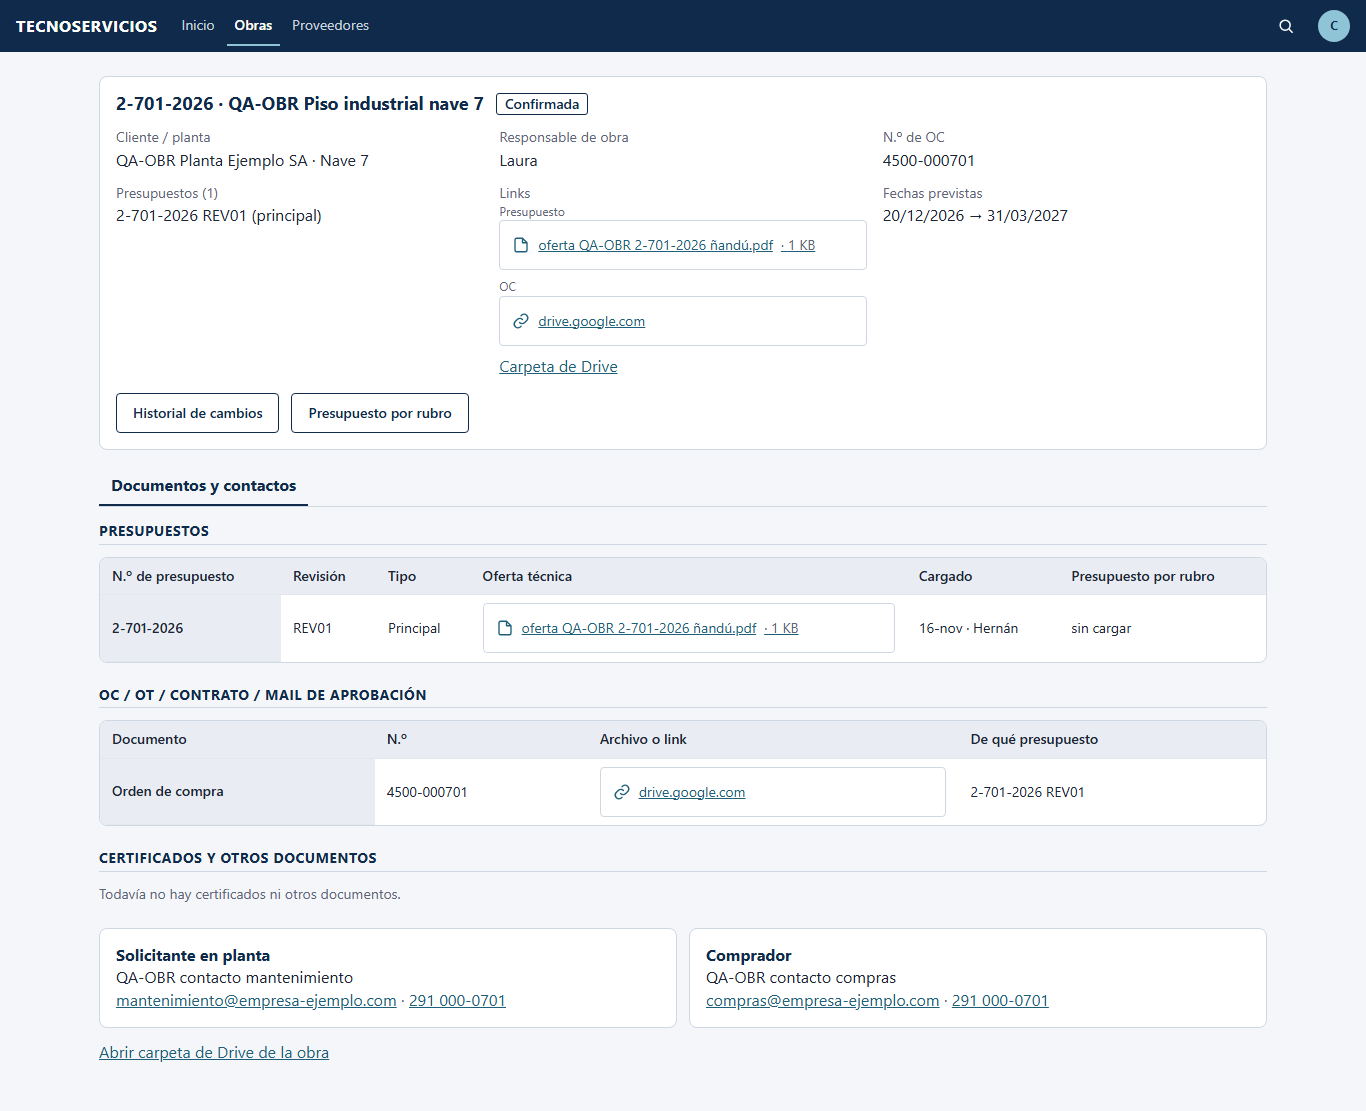 TECNOSERVICIOS Inicio Obras Proveedores C
2-701-2026 · QA-OBR Piso industrial nave 7 Confirmada
Cliente / planta
QA-OBR Planta Ejemplo SA · Nave 7
Responsable de obra
Laura
N.º de OC
4500-000701
Presupuestos (1)
2-701-2026 REV01 (principal)
Links
Presupuesto
oferta QA-OBR 2-701-2026 ñandú.pdf · 1 KB
OC
drive.google.com
Carpeta de Drive
Fechas previstas
20/12/2026 → 31/03/2027
Historial de cambios Presupuesto por rubro
Documentos y contactos
PRESUPUESTOS
N.º de presupuesto Revisión Tipo Oferta técnica Cargado Presupuesto por rubro
2-701-2026 REV01 Principal oferta QA-OBR 2-701-2026 ñandú.pdf · 1 KB 16-nov · Hernán sin cargar
OC / OT / CONTRATO / MAIL DE APROBACIÓN
Documento N.º Archivo o link De qué presupuesto
Orden de compra 4500-000701 drive.google.com 2-701-2026 REV01
CERTIFICADOS Y OTROS DOCUMENTOS
Todavía no hay certificados ni otros documentos.
Solicitante en planta
QA-OBR contacto mantenimiento
mantenimiento@empresa-ejemplo.com · 291 000-0701
Comprador
QA-OBR contacto compras
compras@empresa-ejemplo.com · 291 000-0701
Abrir carpeta de Drive de la obra